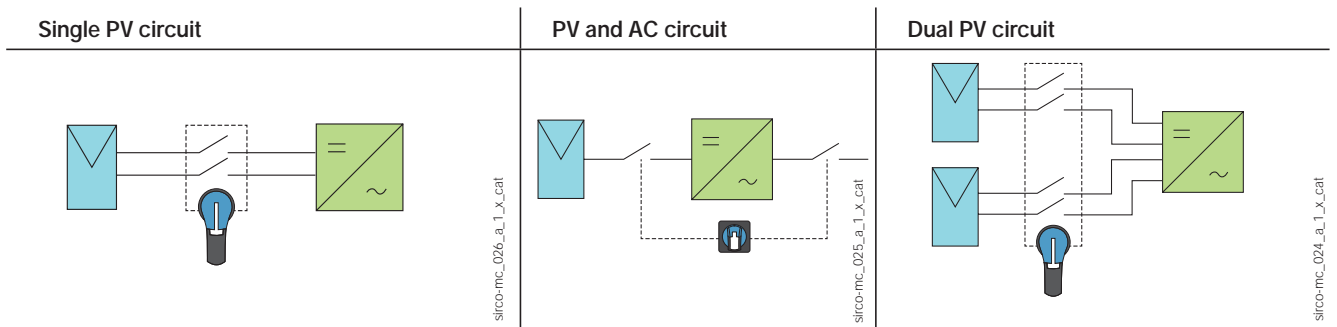 Single PV circuit
PV and AC circuit
Dual PV circuit
sirco-mc_026_a_1_x_cat
sirco-mc_025_a_1_x_cat
sirco-mc_024_a_1_x_cat